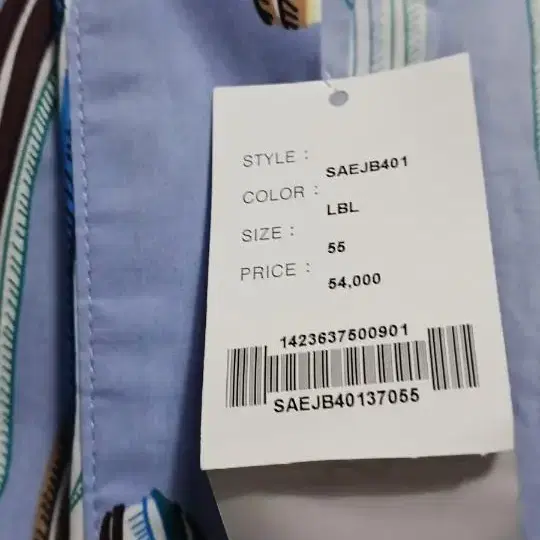 STYLE : SAEJB401
COLOR : LBL
SIZE : 55
PRICE : 54,000
1423637500901
SAEJB40137055